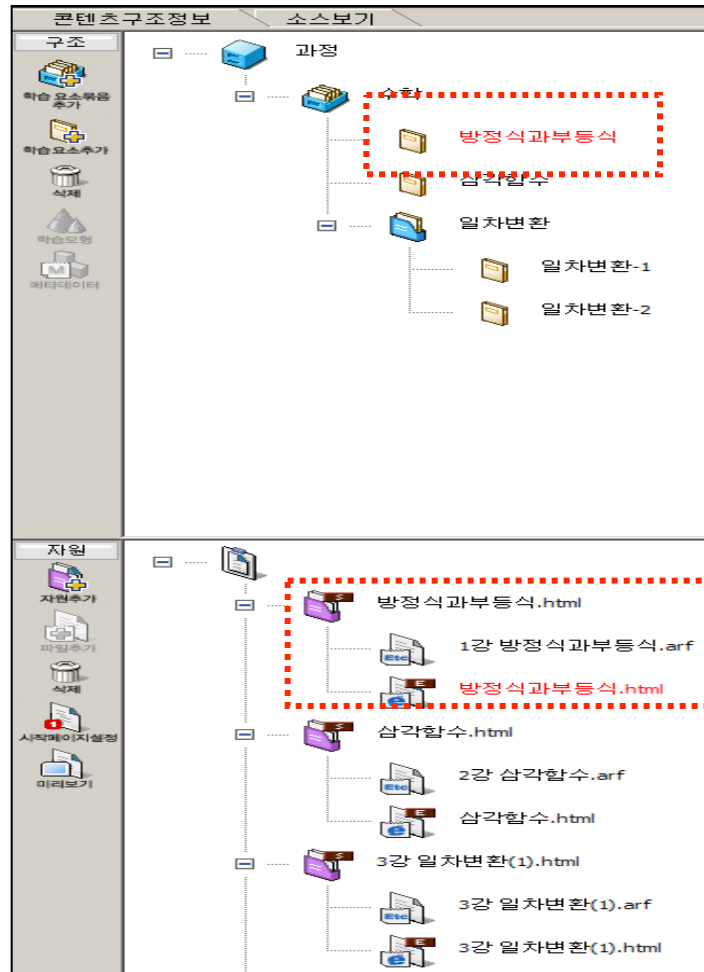 콘텐츠구조정보 소스보기
구조
학습 요소묶음
추가
학습요소추가
삭제
학습모형
메타데이터
과정
수학
방정식과부등식
삼각함수
일차변환
일차변환-1
일차변환-2
자원
자원추가
파일추가
삭제
시작페이지설정
미리보기
방정식과부등식.html
1강 방정식과부등식.arf
방정식과부등식.html
삼각함수.html
2강 삼각함수.arf
삼각함수.html
3강 일차변환(1).html
3강 일차변환(1).arf
3강 일차변환(1).html